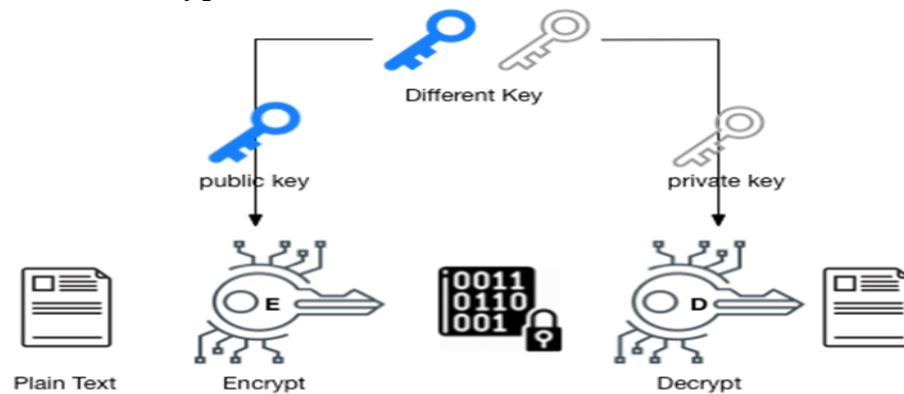 Different Key
public key
private key
E
0011
0110
001
D
Plain Text
Encrypt
Decrypt